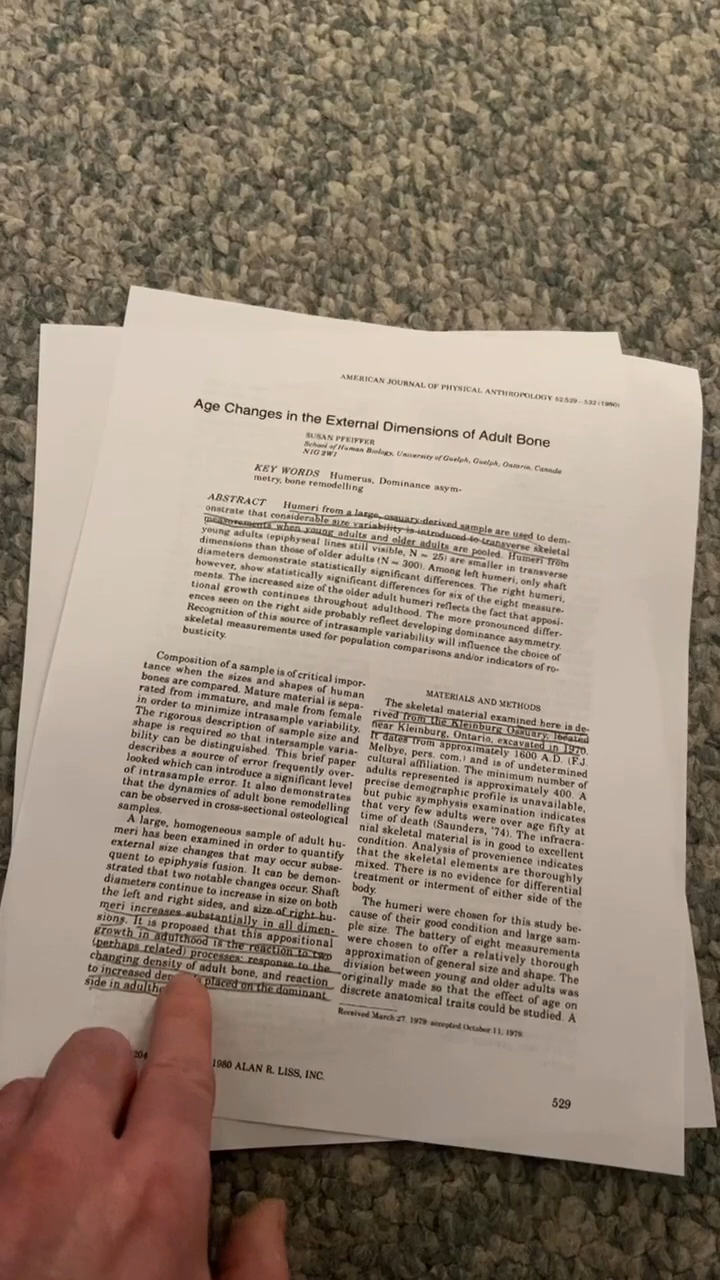 AMERICAN JOURNAL OF PHYSICAL ANTHROPOLOGY 52:529-532 (1980)
Age Changes in the External Dimensions of Adult Bone
SUSAN PFEIFFER
School of Human Biology, University of Guelph, Guelph, Ontario, Canada
N1G 2W1
KEY WORDS Humerus, Dominance asym-
metry, bone remodelling
ABSTRACT Humeri from a large, ossuary-derived sample are used to dem-
onstrate that considerable size variability is introduced to transverse skeletal
measurements when young adults and older adults are pooled. Humeri from
young adults (epiphyseal lines still visible, N = 25) are smaller in transverse
dimensions than those of older adults (N = 300). Among left humeri, only shaft
diameters demonstrate statistically significant differences. The right humeri,
however, show statistically significant differences for six of the eight measure-
ments. The increased size of the older adult humeri reflects the fact that apposi-
tional growth continues throughout adulthood. The more pronounced differ-
ences seen on the right side probably reflect developing dominance asymmetry.
Recognition of this source of intrasample variability will influence the choice of
skeletal measurements used for population comparisons and/or indicators of ro-
busticity.
Composition of a sample is of critical impor-
tance when the sizes and shapes of human
bones are compared. Mature material is sepa-
rated from immature, and male from female
in order to minimize intrasample variability.
The rigorous description of sample size and
shape is required so that intersample varia-
bility can be distinguished. This brief paper
describes a source of error frequently over-
looked which can introduce a significant level
of intrasample error. It also demonstrates
that the dynamics of adult bone remodelling
can be observed in cross-sectional osteological
samples.
A large, homogeneous sample of adult hu-
meri has been examined in order to quantify
external size changes that may occur subse-
quent to epiphysis fusion. It can be demon-
strated that two notable changes occur. Shaft
diameters continue to increase in size on both
the left and right sides, and size of right hu-
meri increases substantially in all dimen-
sions. It is proposed that this appositional
growth in adulthood is the reaction to two
(perhaps related) processes: response to the
changing density of adult bone, and reaction
to increased placed on the dominant
side in
MATERIALS AND METHODS
The skeletal material examined here is de-
rived from the Kleinburg Ossuary, located
near Kleinburg, Ontario, excavated in 1970.
It dates from approximately 1600 A.D. (F.J.
Melbye, pers. com.) and is of undetermined
cultural affiliation. The minimum number of
adults represented is approximately 400. A
precise demographic profile is unavailable,
but pubic symphysis examination indicates
that very few adults were over age fifty at
time of death (Saunders, '74). The infracra-
nial skeletal material is in good to excellent
condition. Analysis of provenience indicates
that the skeletal elements are thoroughly
mixed. There is no evidence for differential
treatment or interment of either side of the
body.
The humeri were chosen for this study be-
cause of their good condition and large sam-
ple size. The battery of eight measurements
were chosen to offer a relatively thorough
approximation of general size and shape. The
division between young and older adults was
originally made so that the effect of age on
discrete anatomical traits could be studied. A
Received March 27, 1979; accepted October 11, 1979.
1980 ALAN R. LISS, INC.
529